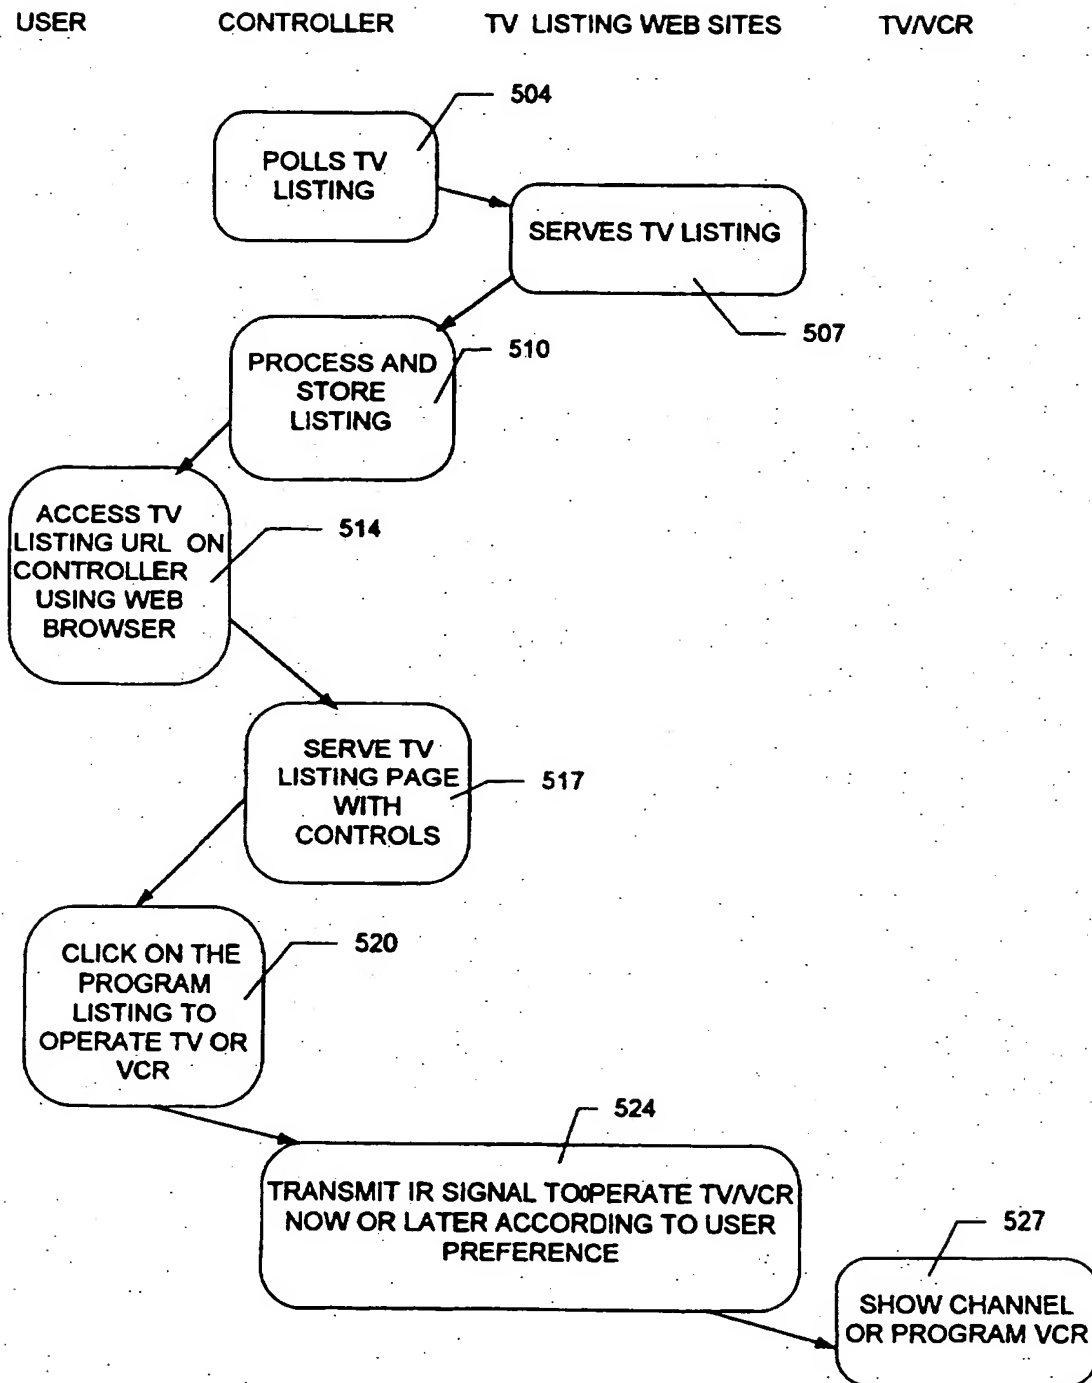 USER CONTROLLER TV LISTING WEB SITES TV/VCR
504
POLLS TV
LISTING
SERVES TV LISTING
507
PROCESS AND
STORE
LISTING
510
ACCESS TV
LISTING URL ON
CONTROLLER
USING WEB
BROWSER
514
SERVE TV
LISTING PAGE
WITH
CONTROLS
517
CLICK ON THE
PROGRAM
LISTING TO
OPERATE TV OR
VCR
520
524
TRANSMIT IR SIGNAL TOOPERATE TV/VCR
NOW OR LATER ACCORDING TO USER
PREFERENCE
527
SHOW CHANNEL
OR PROGRAM VCR